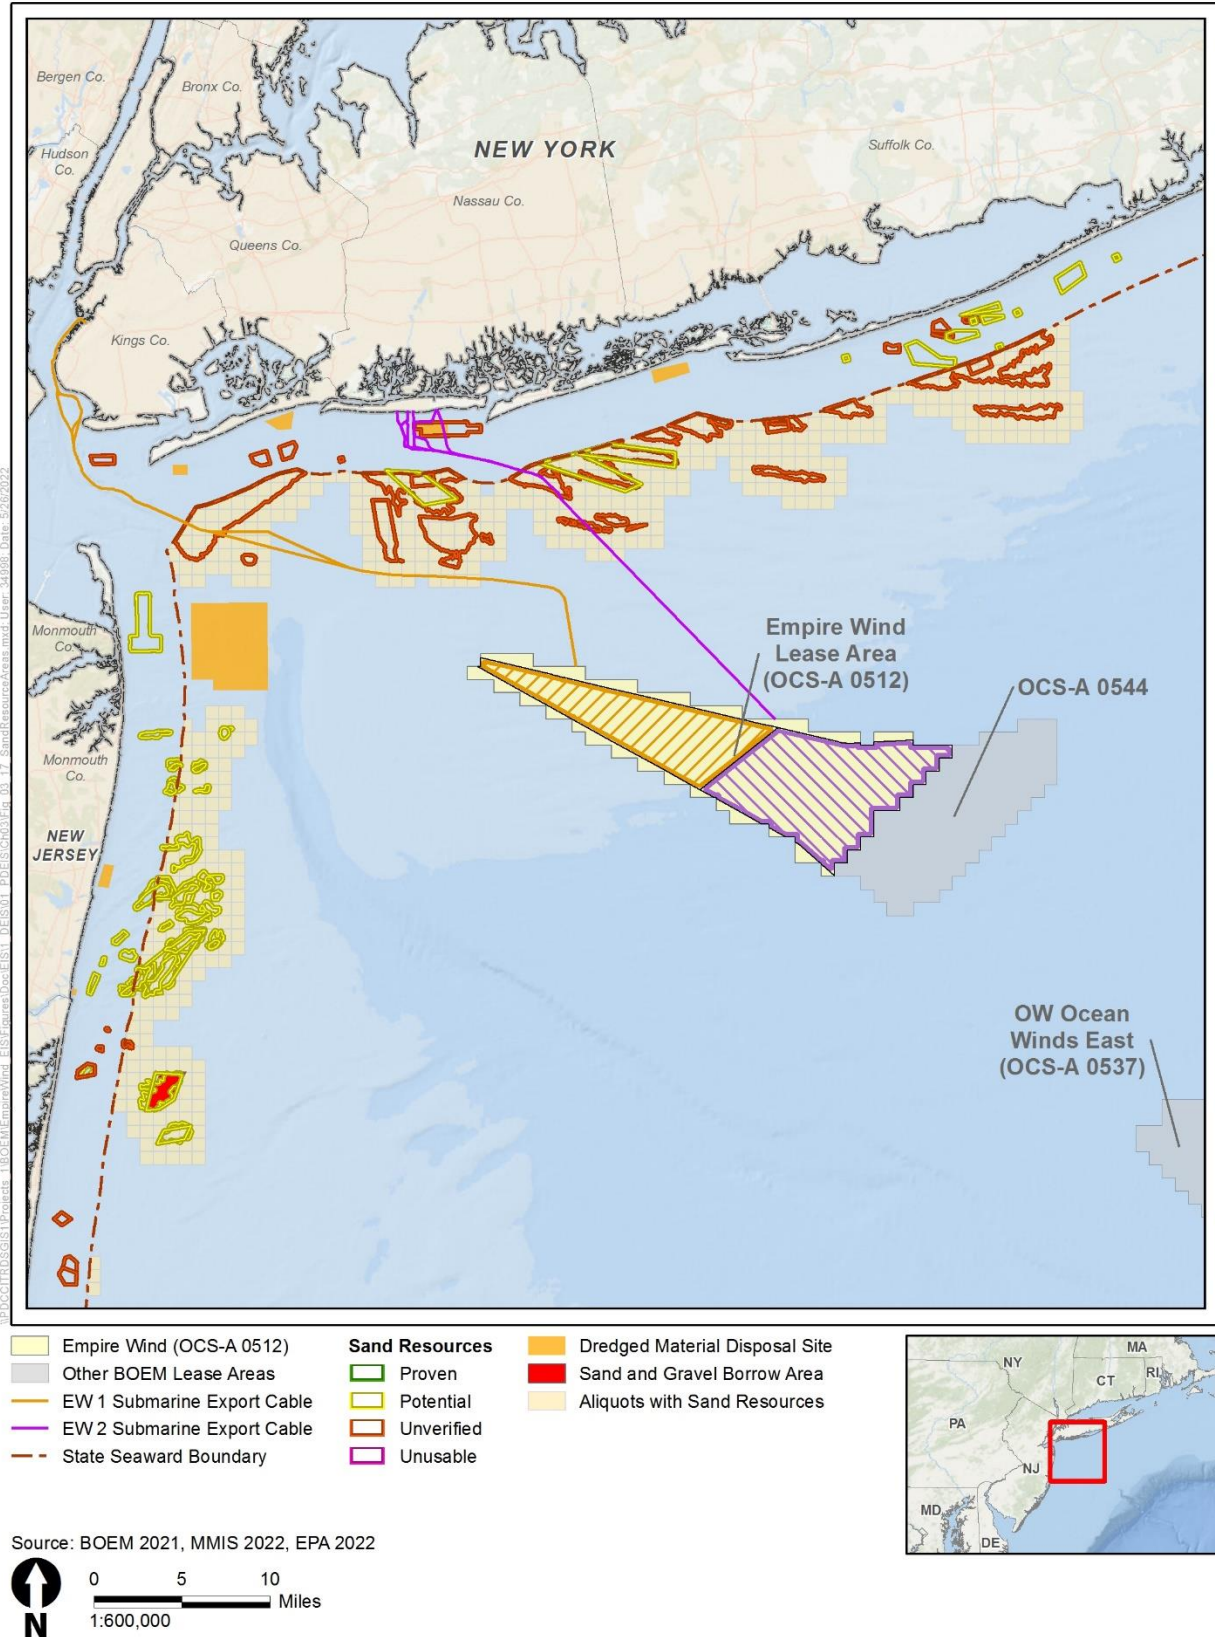 Bergen Co.
Bronx Co.
Hudson
Co.
NEW YORK
Suffolk Co.
Nassau Co.
Queens Co.
Kings Co.
Monmouth
Co.
Empire Wind
Lease Area
(OCS-A 0512)
OCS-A 0544
Monmouth
Co.
NEW
JERSEY
OW Ocean
Winds East
(OCS-A 0537)
Empire Wind (OCS-A 0512)
Other BOEM Lease Areas
EW 1 Submarine Export Cable
EW 2 Submarine Export Cable
State Seaward Boundary
Sand Resources
Proven
Potential
Unverified
Unusable
Dredged Material Disposal Site
Sand and Gravel Borrow Area
Aliquots with Sand Resources
NY
MA
CT
RI
PA
NJ
MD
DE
Source: BOEM 2021, MMIS 2022, EPA 2022
N
0 5 10
Miles
1:600,000